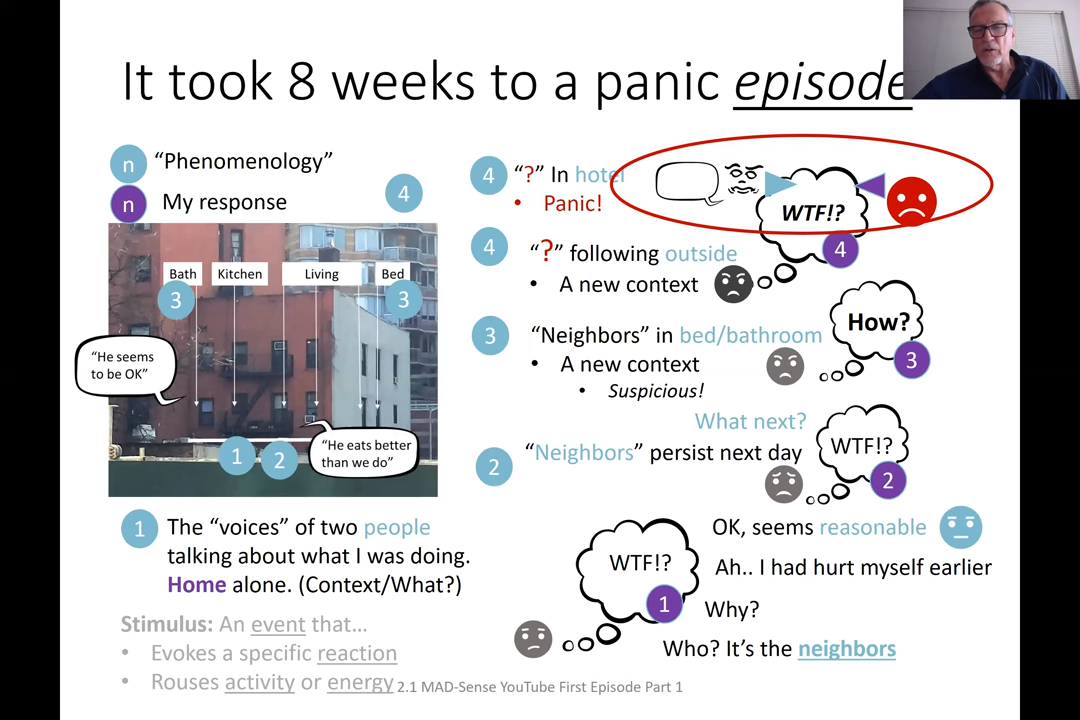 It took 8 weeks to a panic episode
n "Phenomenology"
n My response
4
Bath Kitchen Living Bed
3 3
"He seems
to be OK"
"He eats better
than we do"
1 2
1 The "voices" of two people
talking about what I was doing.
Home alone. (Context/What?)
Stimulus: An event that…
• Evokes a specific reaction
• Rouses activity or energy
4 "?" In hotel
• Panic!
WTF!?
4
4 "?" following outside
• A new context
3 "Neighbors" in bed/bathroom
• A new context
• Suspicious!
How?
3
What next?
2 "Neighbors" persist next day
WTF!?
2
OK, seems reasonable
WTF!?
Ah.. I had hurt myself earlier
1 Why?
Who? It's the neighbors
2.1 MAD-Sense YouTube First Episode Part 1